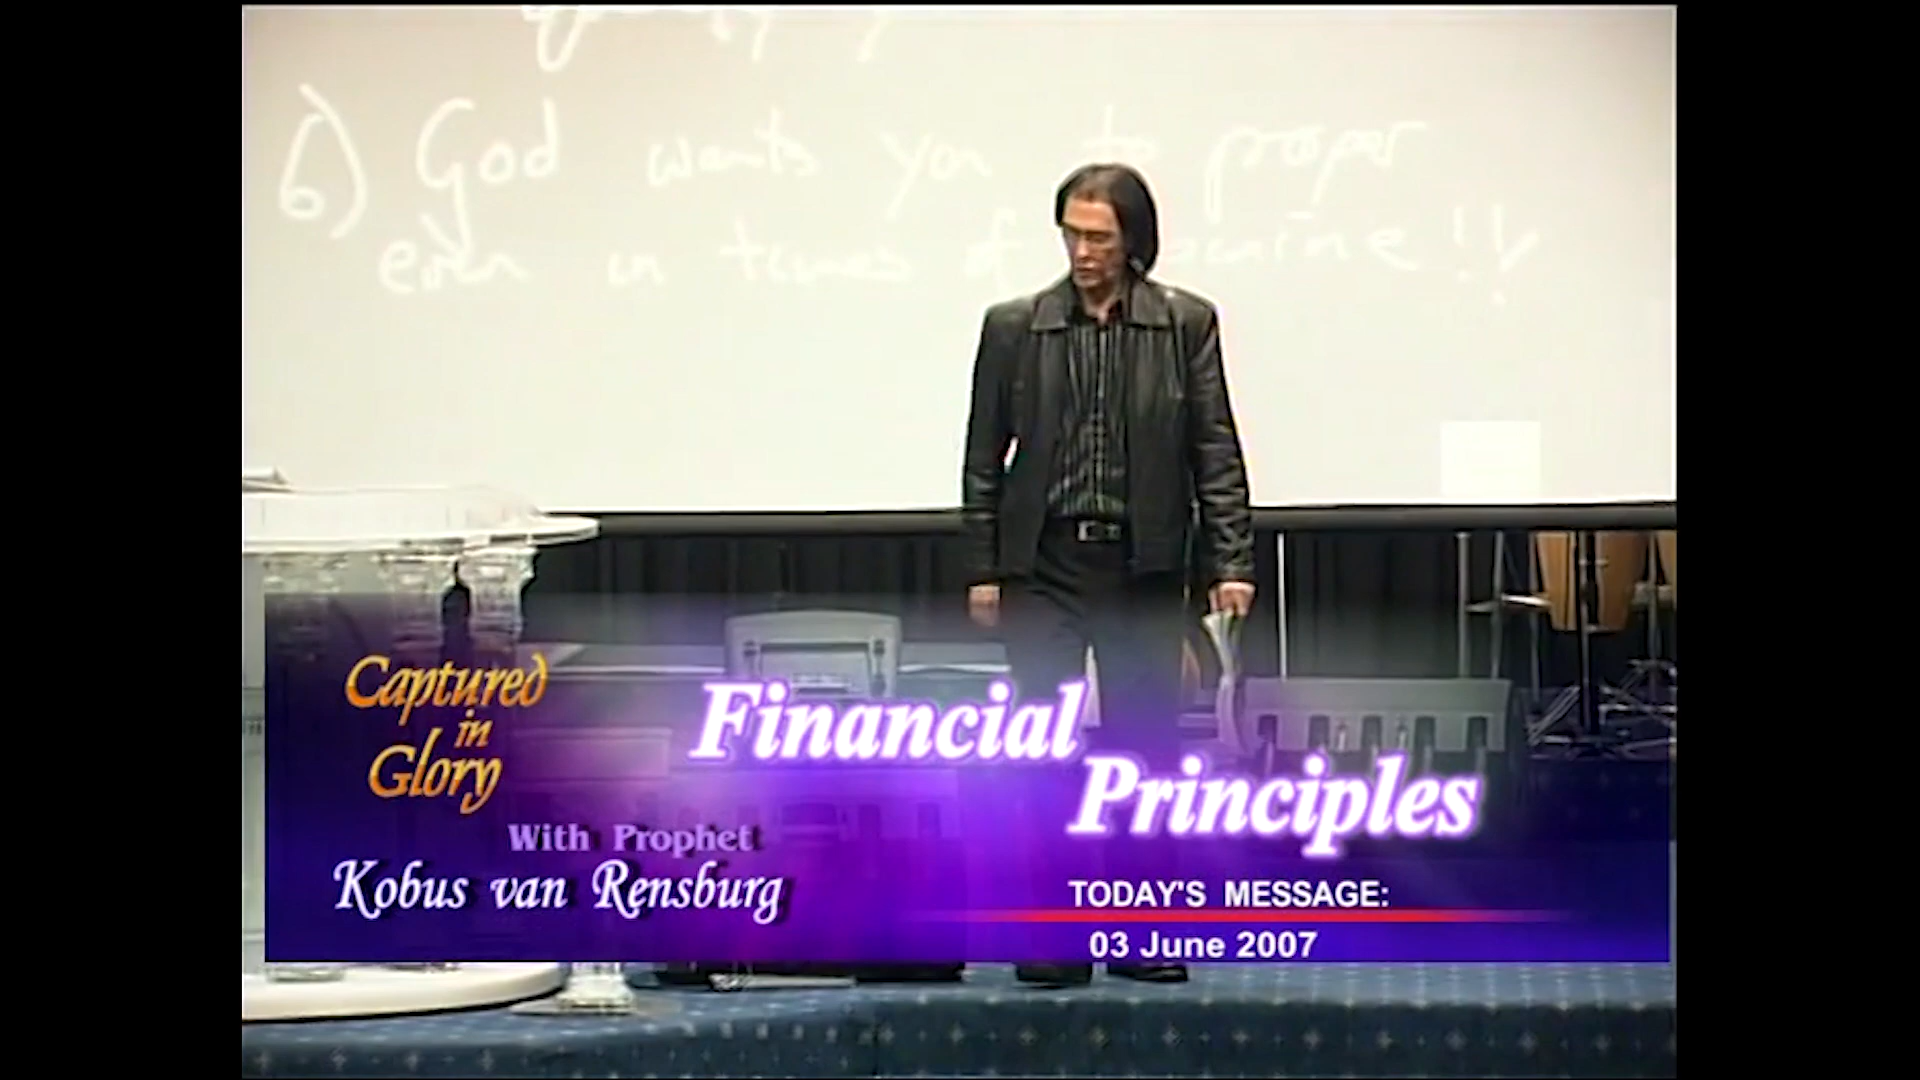 6) God wants you to prosper
even in times of famine!!
Captured
in
Glory
With Prophet
Kobus van Rensburg
Financial
Principles
TODAY'S MESSAGE:
03 June 2007